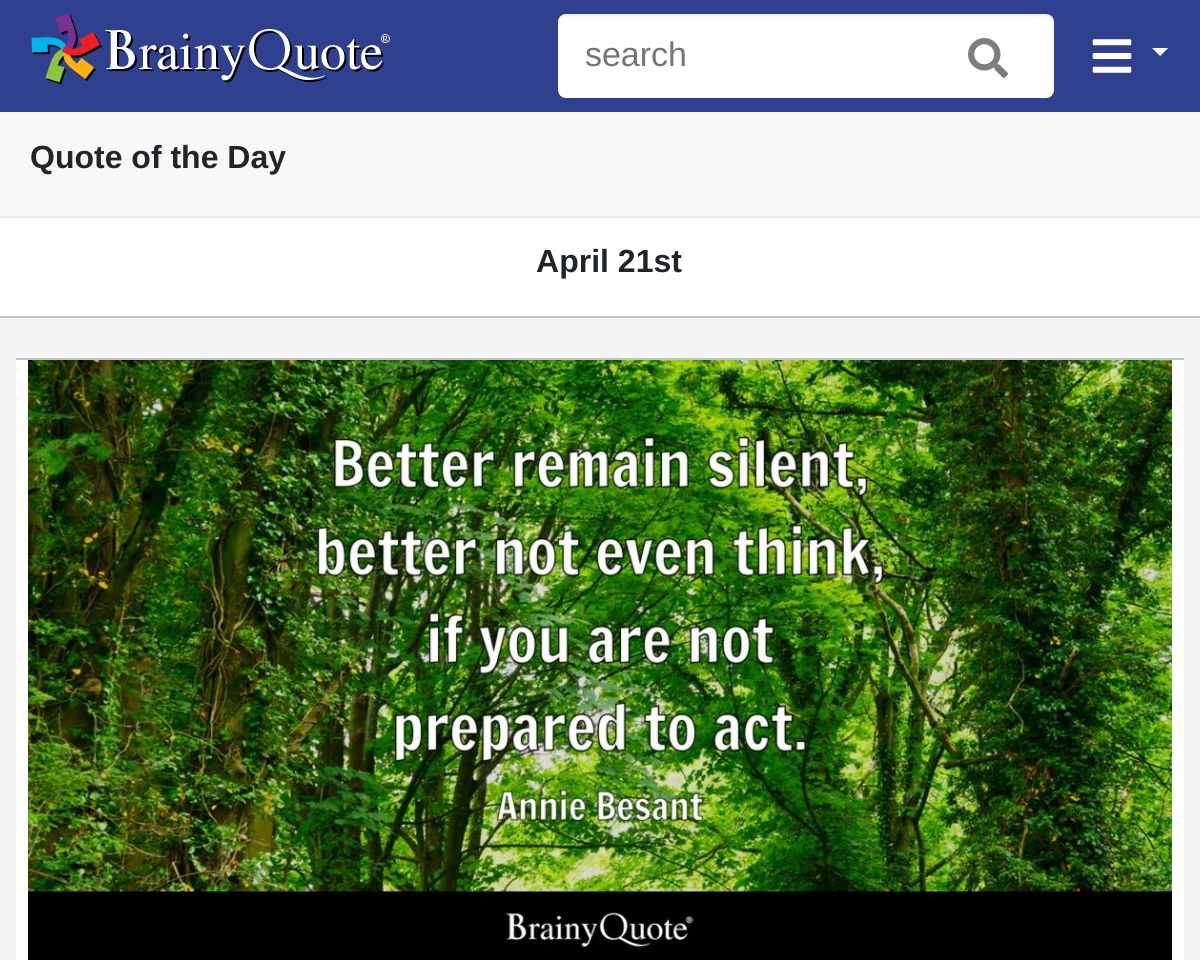 BrainyQuote®
search
Quote of the Day
April 21st
Better remain silent,
better not even think,
if you are not
prepared to act.
Annie Besant
BrainyQuote®